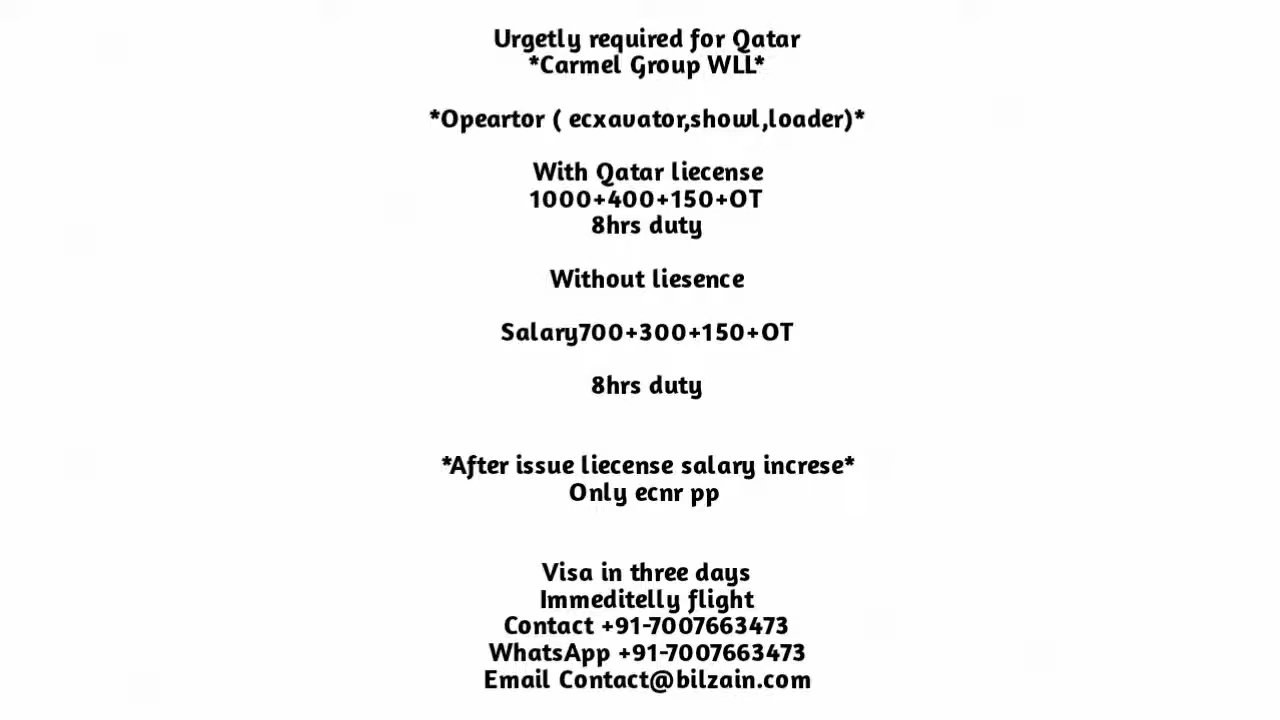 Urgetly required for Qatar
*Carmel Group WLL*
*Opeartor ( ecxavator,showl,loader)*
With Qatar liecense
1000+400+150+OT
8hrs duty
Without liesence
Salary700+300+150+OT
8hrs duty
*After issue liecense salary increse*
Only ecnr pp
Visa in three days
Immeditelly flight
Contact +91-7007663473
WhatsApp +91-7007663473
Email Contact@bilzain.com